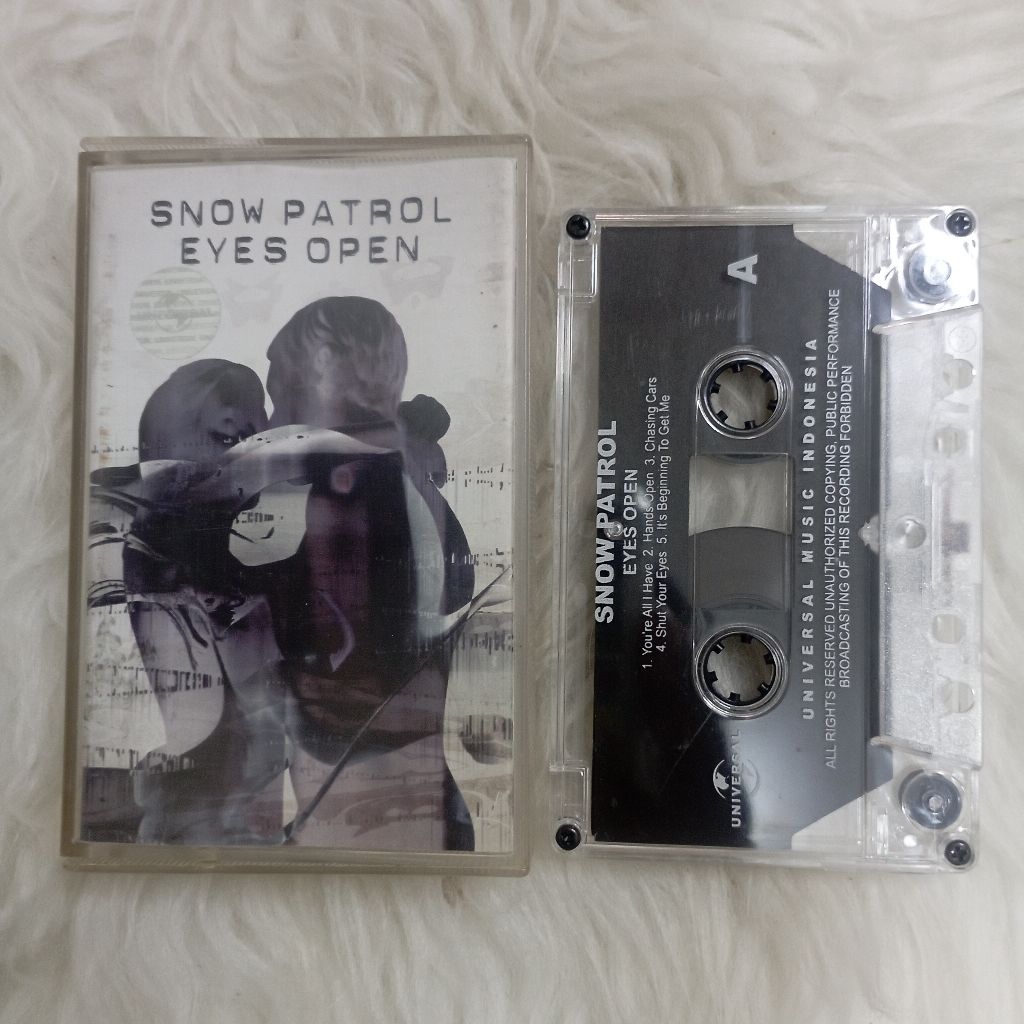 SNOW PATROL
EYES OPEN
A
SNOW PATROL
EYES OPEN
1. You're All I Have 2. Hands Open 3. Chasing Cars
4. Shut Your Eyes 5. It's Beginning To Get Me
UNIVERSAL
UNIVERSAL MUSIC INDONESIA
ALL RIGHTS RESERVED UNAUTHORIZED COPYING, PUBLIC PERFORMANCE
BROADCASTING OF THIS RECORDING FORBIDDEN